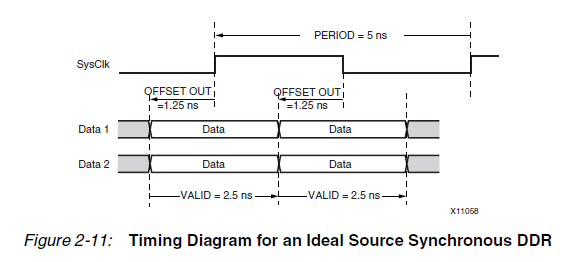 PERIOD = 5 ns
SysClk
OFFSET OUT OFFSET OUT
=1.25 ns =1.25 ns
Data 1 Data Data
Data 2 Data Data
VALID = 2.5 ns VALID = 2.5 ns
X11058
Figure 2-11: Timing Diagram for an Ideal Source Synchronous DDR